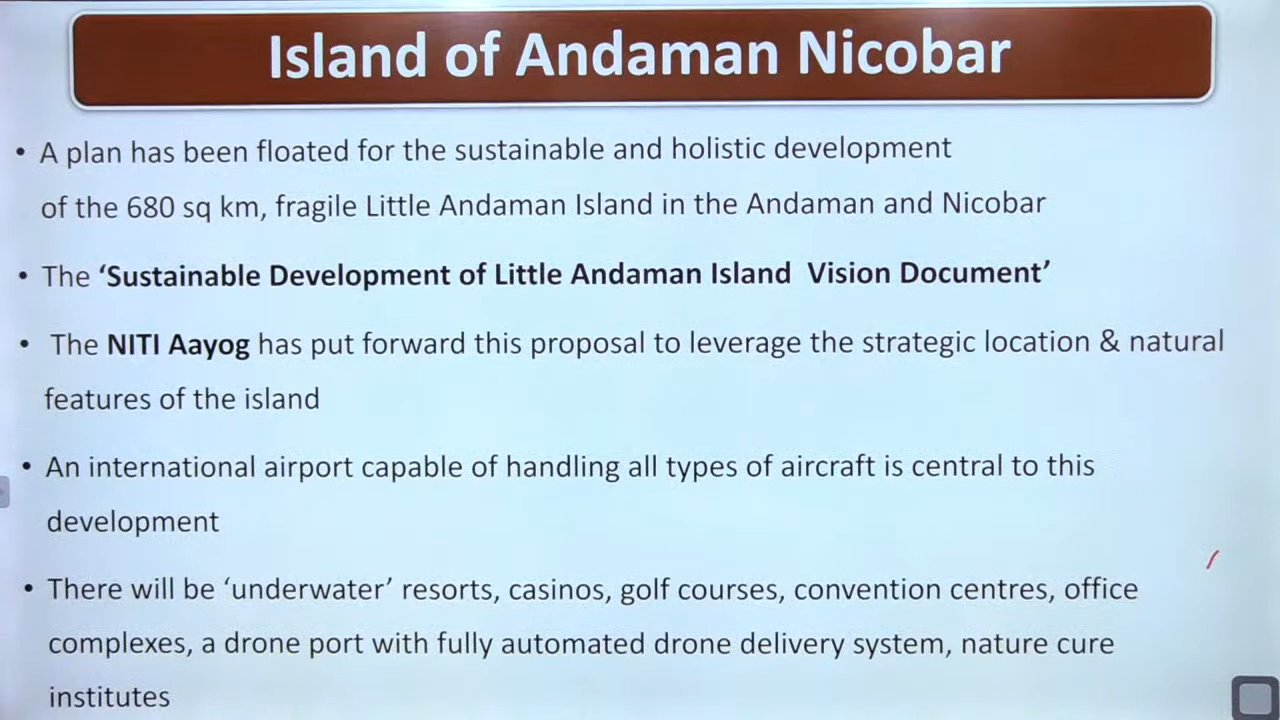 Island of Andaman Nicobar
• A plan has been floated for the sustainable and holistic development
of the 680 sq km, fragile Little Andaman Island in the Andaman and Nicobar
• The ‘Sustainable Development of Little Andaman Island Vision Document’
• The NITI Aayog has put forward this proposal to leverage the strategic location & natural
features of the island
• An international airport capable of handling all types of aircraft is central to this
development
• There will be ‘underwater’ resorts, casinos, golf courses, convention centres, office
complexes, a drone port with fully automated drone delivery system, nature cure
institutes